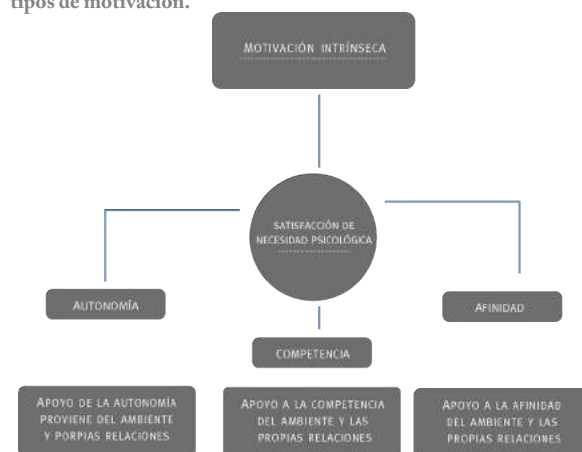 tipos de motivación.
MOTIVACIÓN INTRÍNSECA
SATISFACCIÓN DE
NECESIDAD PSICOLÓGICA
AUTONOMÍA
AFINIDAD
COMPETENCIA
APOYO DE LA AUTONOMÍA
PROVIENE DEL AMBIENTE
Y PORPIAS RELACIONES
APOYO A LA COMPETENCIA
DEL AMBIENTE Y LAS
PROPIAS RELACIONES
APOYO A LA AFINIDAD
DEL AMBIENTE Y LAS
PROPIAS RELACIONES